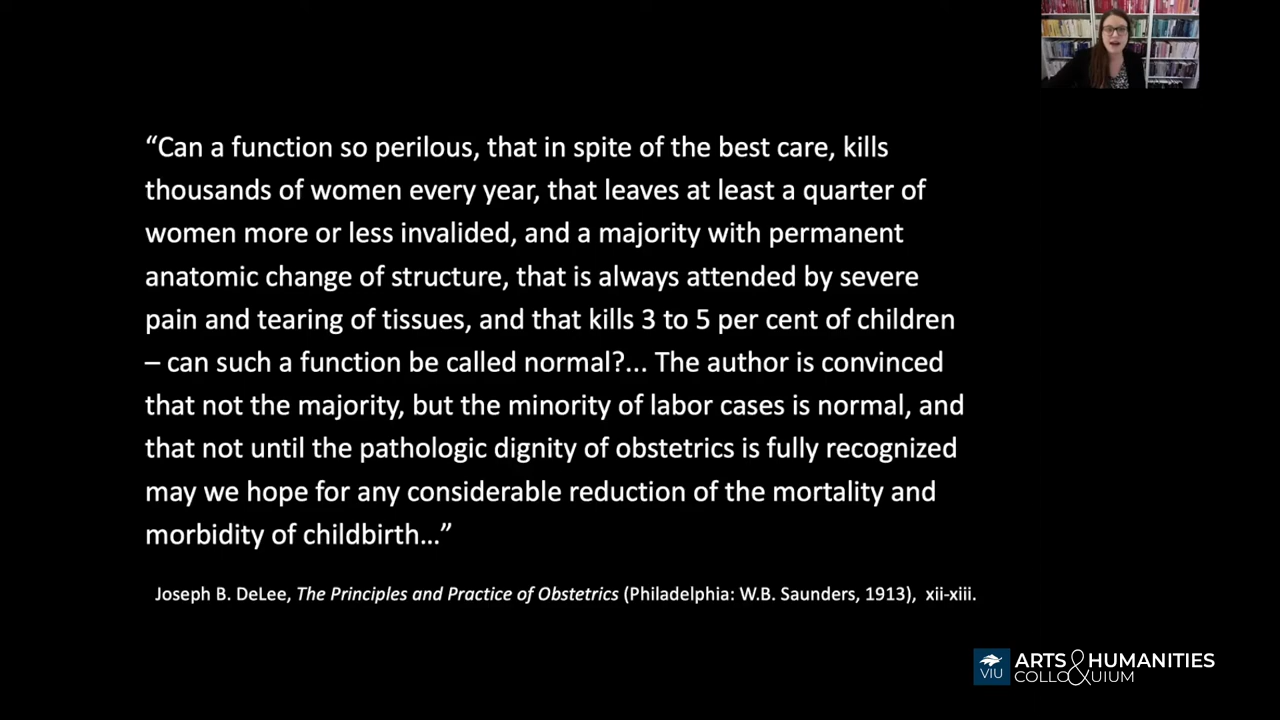 “Can a function so perilous, that in spite of the best care, kills
thousands of women every year, that leaves at least a quarter of
women more or less invalided, and a majority with permanent
anatomic change of structure, that is always attended by severe
pain and tearing of tissues, and that kills 3 to 5 per cent of children
– can such a function be called normal?... The author is convinced
that not the majority, but the minority of labor cases is normal, and
that not until the pathologic dignity of obstetrics is fully recognized
may we hope for any considerable reduction of the mortality and
morbidity of childbirth…”
Joseph B. DeLee, The Principles and Practice of Obstetrics (Philadelphia: W.B. Saunders, 1913), xii-xiii.
VIU
ARTS & HUMANITIES
COLLOQUIUM